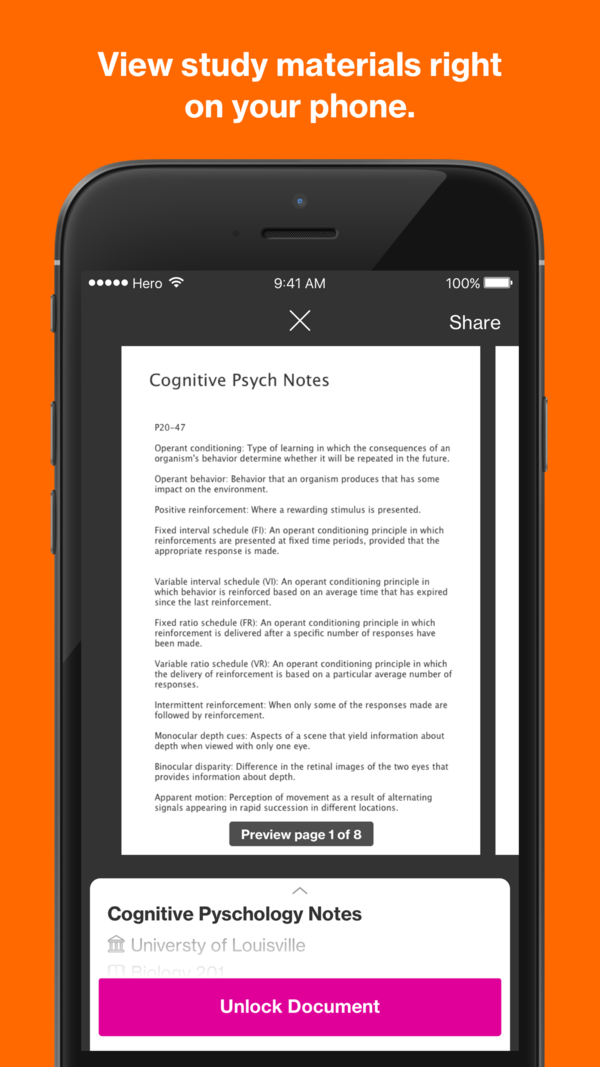 View study materials right
on your phone.
Hero
9:41 AM
100%
Share
Cognitive Psych Notes
P20-47
Operant conditioning: Type of learning in which the consequences of an
organism's behavior determine whether it will be repeated in the future.
Operant behavior: Behavior that an organism produces that has some
impact on the environment.
Positive reinforcement: Where a rewarding stimulus is presented.
Fixed interval schedule (FI): An operant conditioning principle in which
reinforcements are presented at fixed time periods, provided that the
appropriate response is made.
Variable interval schedule (VI): An operant conditioning principle in
which behavior is reinforced based on an average time that has expired
since the last reinforcement.
Fixed ratio schedule (FR): An operant conditioning principle in which
reinforcement is delivered after a specific number of responses have
been made.
Variable ratio schedule (VR): An operant conditioning principle in which
the delivery of reinforcement is based on a particular average number of
responses.
Intermittent reinforcement: When only some of the responses made are
followed by reinforcement.
Monocular depth cues: Aspects of a scene that yield information about
depth when viewed with only one eye.
Binocular disparity: Difference in the retinal images of the two eyes that
provides information about depth.
Apparent motion: Perception of movement as a result of alternating
signals appearing in rapid succession in different locations.
Preview page 1 of 8
Cognitive Pyschology Notes
Universty of Louisville
Biology 201
Unlock Document